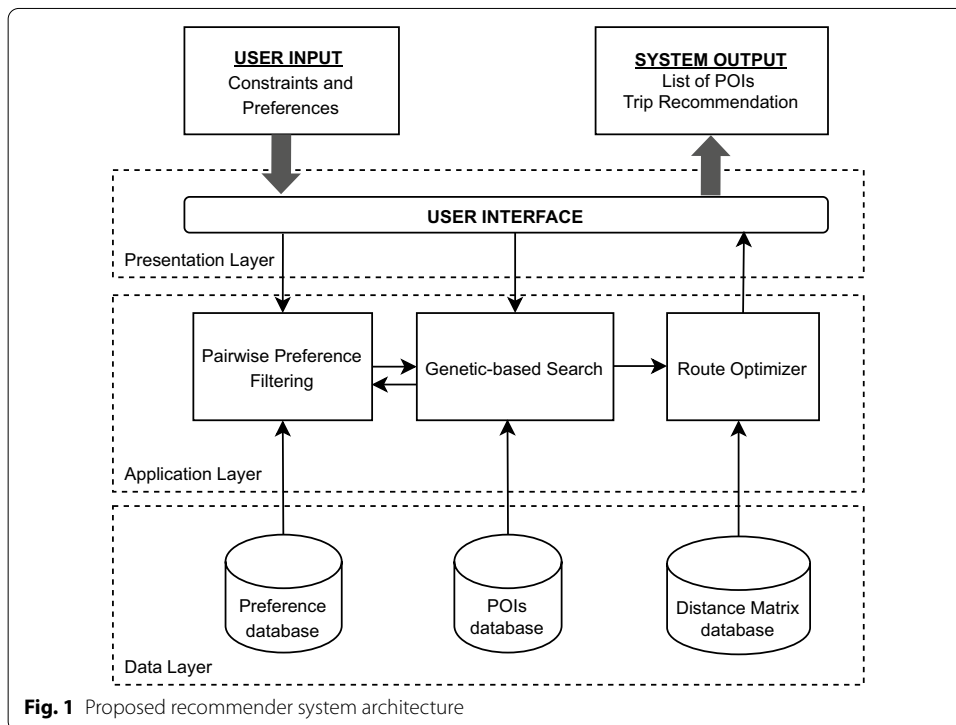 USER INPUT
Constraints and
Preferences
SYSTEM OUTPUT
List of POIs
Trip Recommendation
USER INTERFACE
Presentation Layer
Pairwise Preference
Filtering
Genetic-based Search
Route Optimizer
Application Layer
Preference
database
POIs
database
Distance Matrix
database
Data Layer
Fig. 1 Proposed recommender system architecture